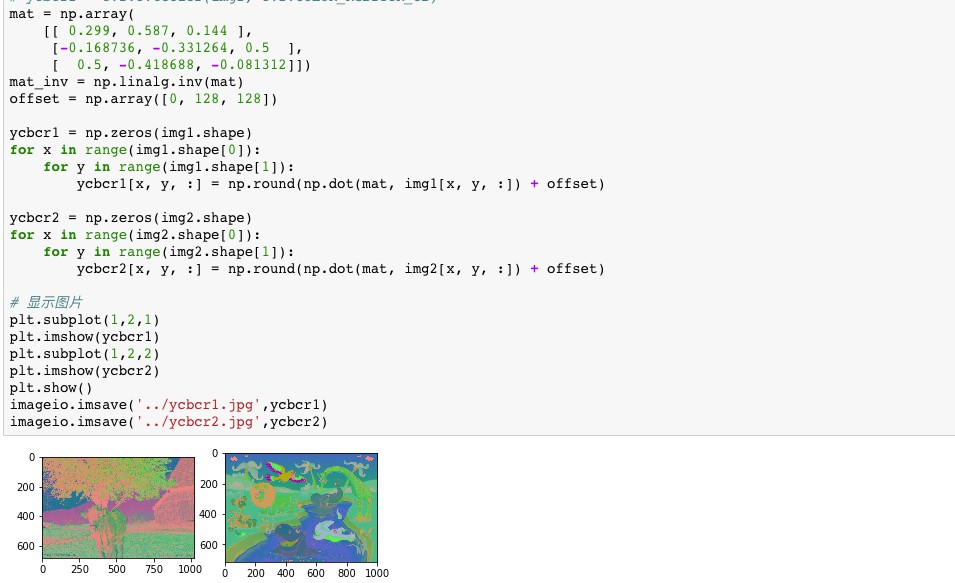 mat = np.array(
    [[ 0.299, 0.587, 0.144 ],
     [-0.168736, -0.331264, 0.5  ],
     [  0.5, -0.418688, -0.081312]])
mat_inv = np.linalg.inv(mat)
offset = np.array([0, 128, 128])
ycbcr1 = np.zeros(img1.shape)
for x in range(img1.shape[0]):
    for y in range(img1.shape[1]):
        ycbcr1[x, y, :] = np.round(np.dot(mat, img1[x, y, :]) + offset)
ycbcr2 = np.zeros(img2.shape)
for x in range(img2.shape[0]):
    for y in range(img2.shape[1]):
        ycbcr2[x, y, :] = np.round(np.dot(mat, img2[x, y, :]) + offset)
# 显示图片
plt.subplot(1,2,1)
plt.imshow(ycbcr1)
plt.subplot(1,2,2)
plt.imshow(ycbcr2)
plt.show()
imageio.imsave('../ycbcr1.jpg',ycbcr1)
imageio.imsave('../ycbcr2.jpg',ycbcr2)
0
200
400
600
0 250 500 750 1000
0
200
400
600
0 200 400 600 800 1000